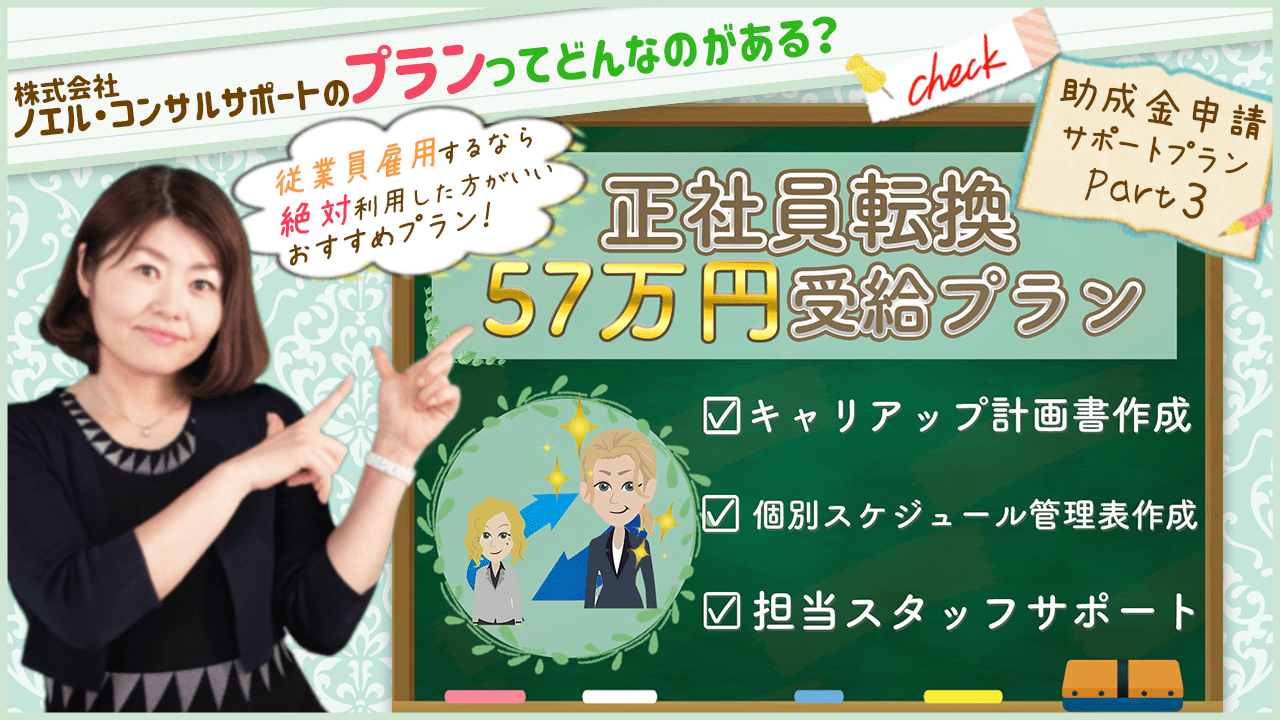 株式会社
ノエル・コンサルサポートのプランってどんなのがある?
check
助成金申請
サポートプラン
Part3
従業員雇用するなら
絶対利用した方がいい
おすすめプラン!
正社員転換
57万円受給プラン
☑キャリアアップ計画書作成
☑個別スケジュール管理表作成
☑担当スタッフサポート